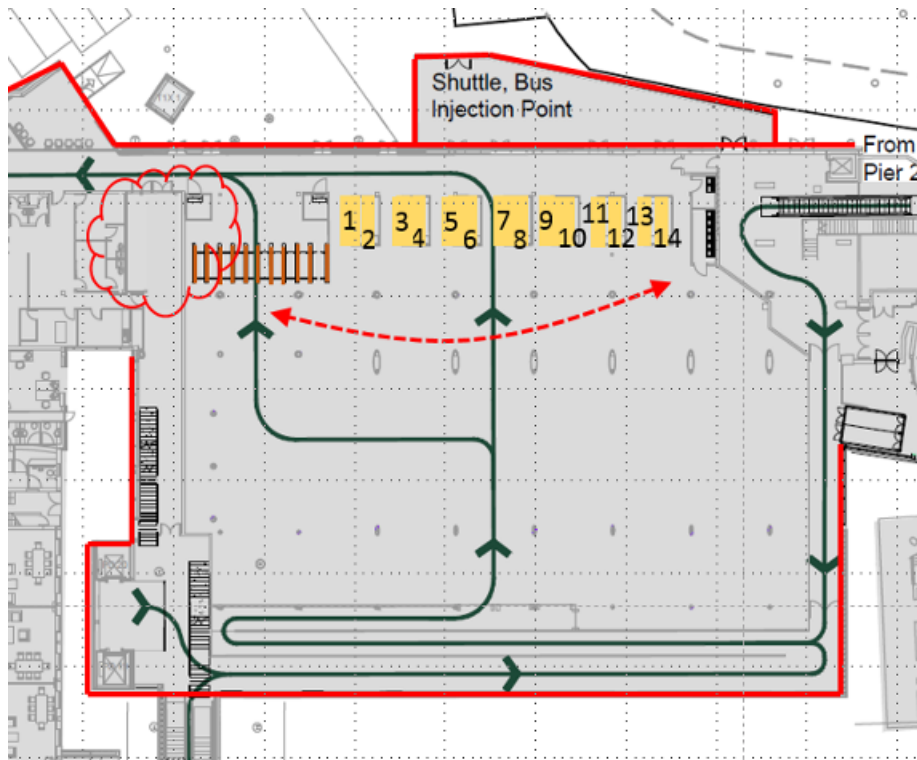 Shuttle, Bus
Injection Point
From
Pier 2
1 3 5 7 9 11 13
2 4 6 8 10 12 14